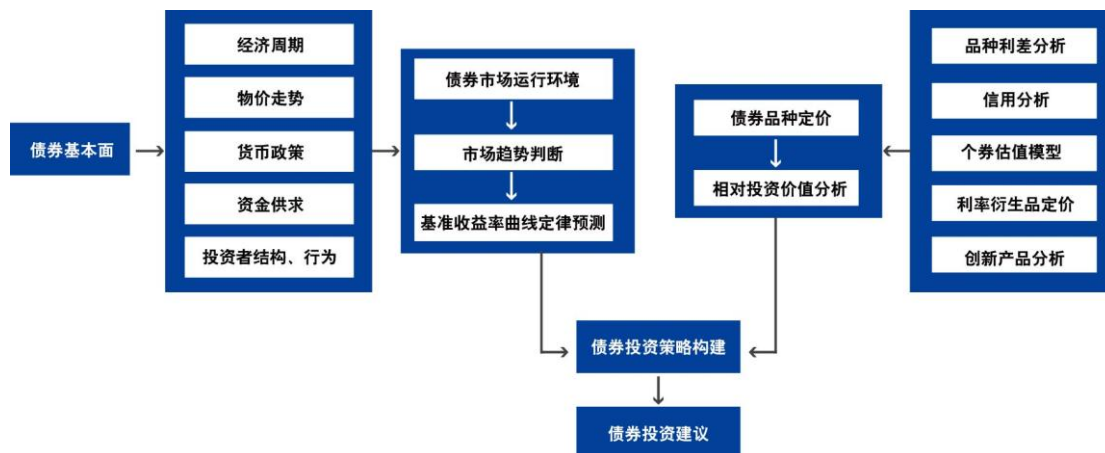 债券基本面
经济周期
物价走势
货币政策
资金供求
投资者结构、行为
债券市场运行环境
市场趋势判断
基准收益率曲线定律预测
债券品种定价
相对投资价值分析
品种利差分析
信用分析
个券估值模型
利率衍生品定价
创新产品分析
债券投资策略构建
债券投资建议